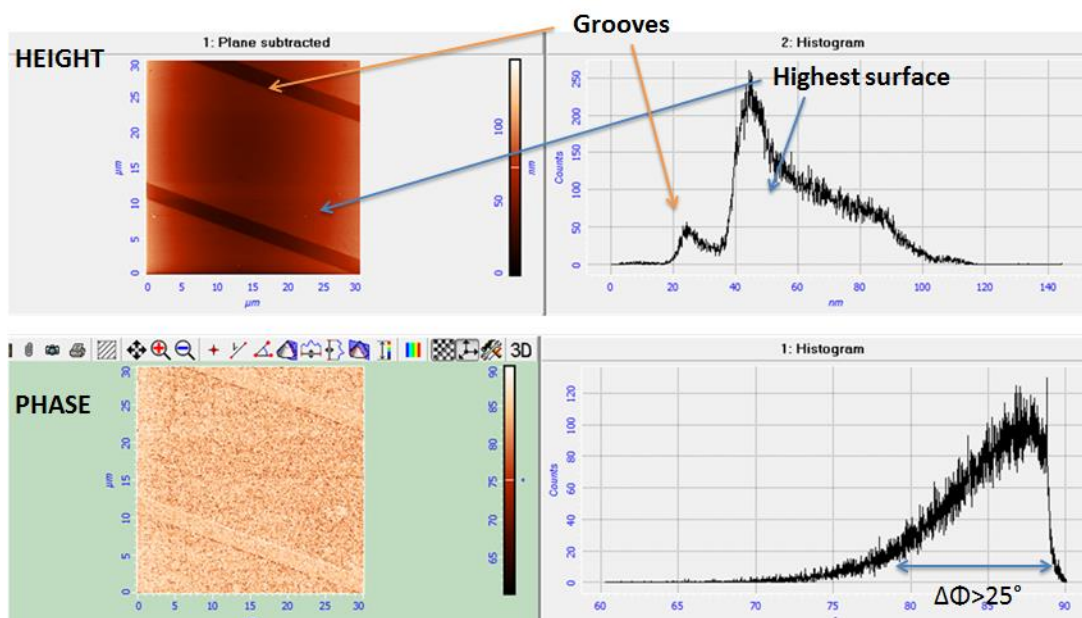 Grooves
1: Plane subtracted
2: Histogram
HEIGHT
Highest surface
30
25
20
15
10
5
0
µm
0 5 10 15 20 25 30
µm
100
50
0
nm
250
200
150
100
50
0
Counts
0 20 40 60 80 100 120 140
nm
3D
1: Histogram
PHASE
30
25
20
15
10
5
0
µm
0 5 10 15 20 25 30
90
85
80
75
70
65
°
120
100
80
60
40
20
0
Counts
ΔΦ>25°
60 65 70 75 80 85 90